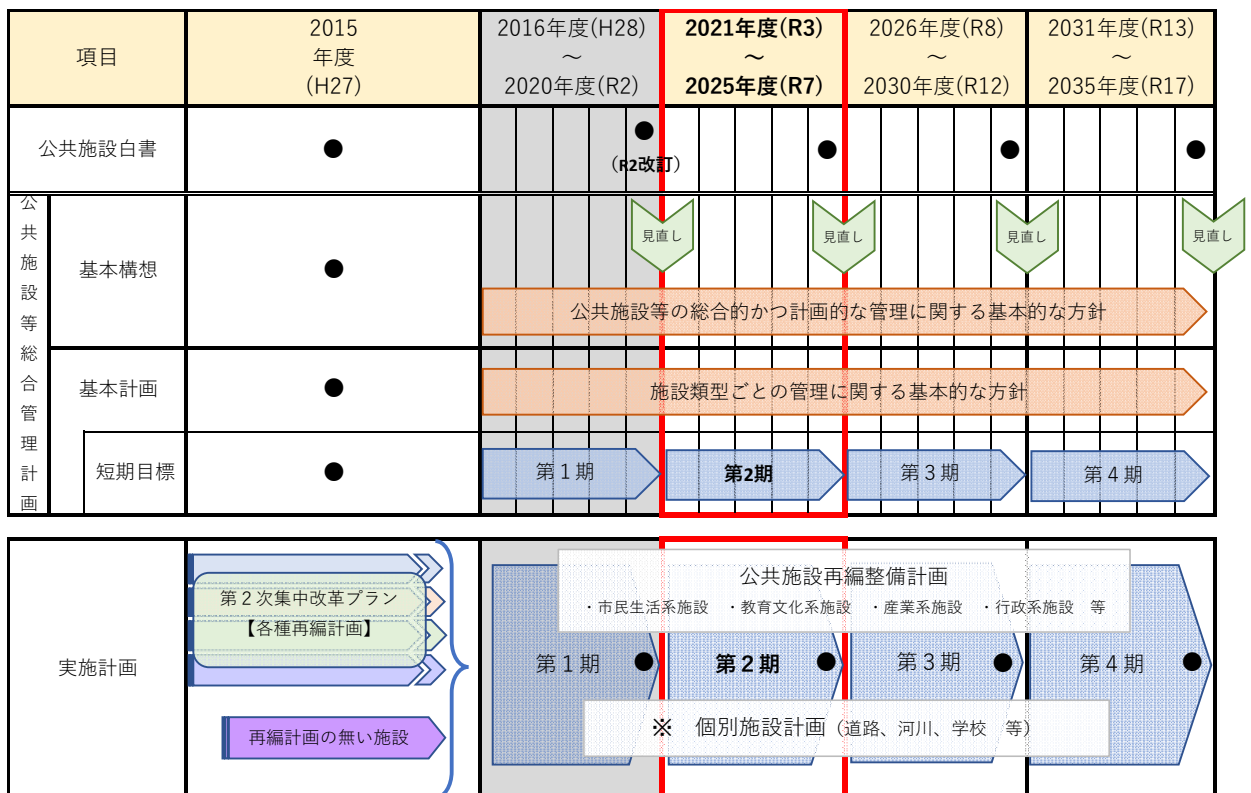 項目
2015
年度
(H27)
2016年度(H28)
～
2020年度(R2)
2021年度(R3)
～
2025年度(R7)
2026年度(R8)
～
2030年度(R12)
2031年度(R13)
～
2035年度(R17)
公共施設白書
●
●
（R2改訂）
●
●
●
公共施設等総合管理計画
基本構想
●
見直し
見直し
見直し
見直し
公共施設等の総合的かつ計画的な管理に関する基本的な方針
基本計画
●
施設類型ごとの管理に関する基本的な方針
短期目標
●
第１期
第2期
第３期
第４期
実施計画
第２次集中改革プラン
【各種再編計画】
再編計画の無い施設
公共施設再編整備計画
・市民生活系施設　・教育文化系施設　・産業系施設　・行政系施設　等
第１期
●
第２期
●
第３期
●
第４期
●
※　個別施設計画（道路、河川、学校　等）